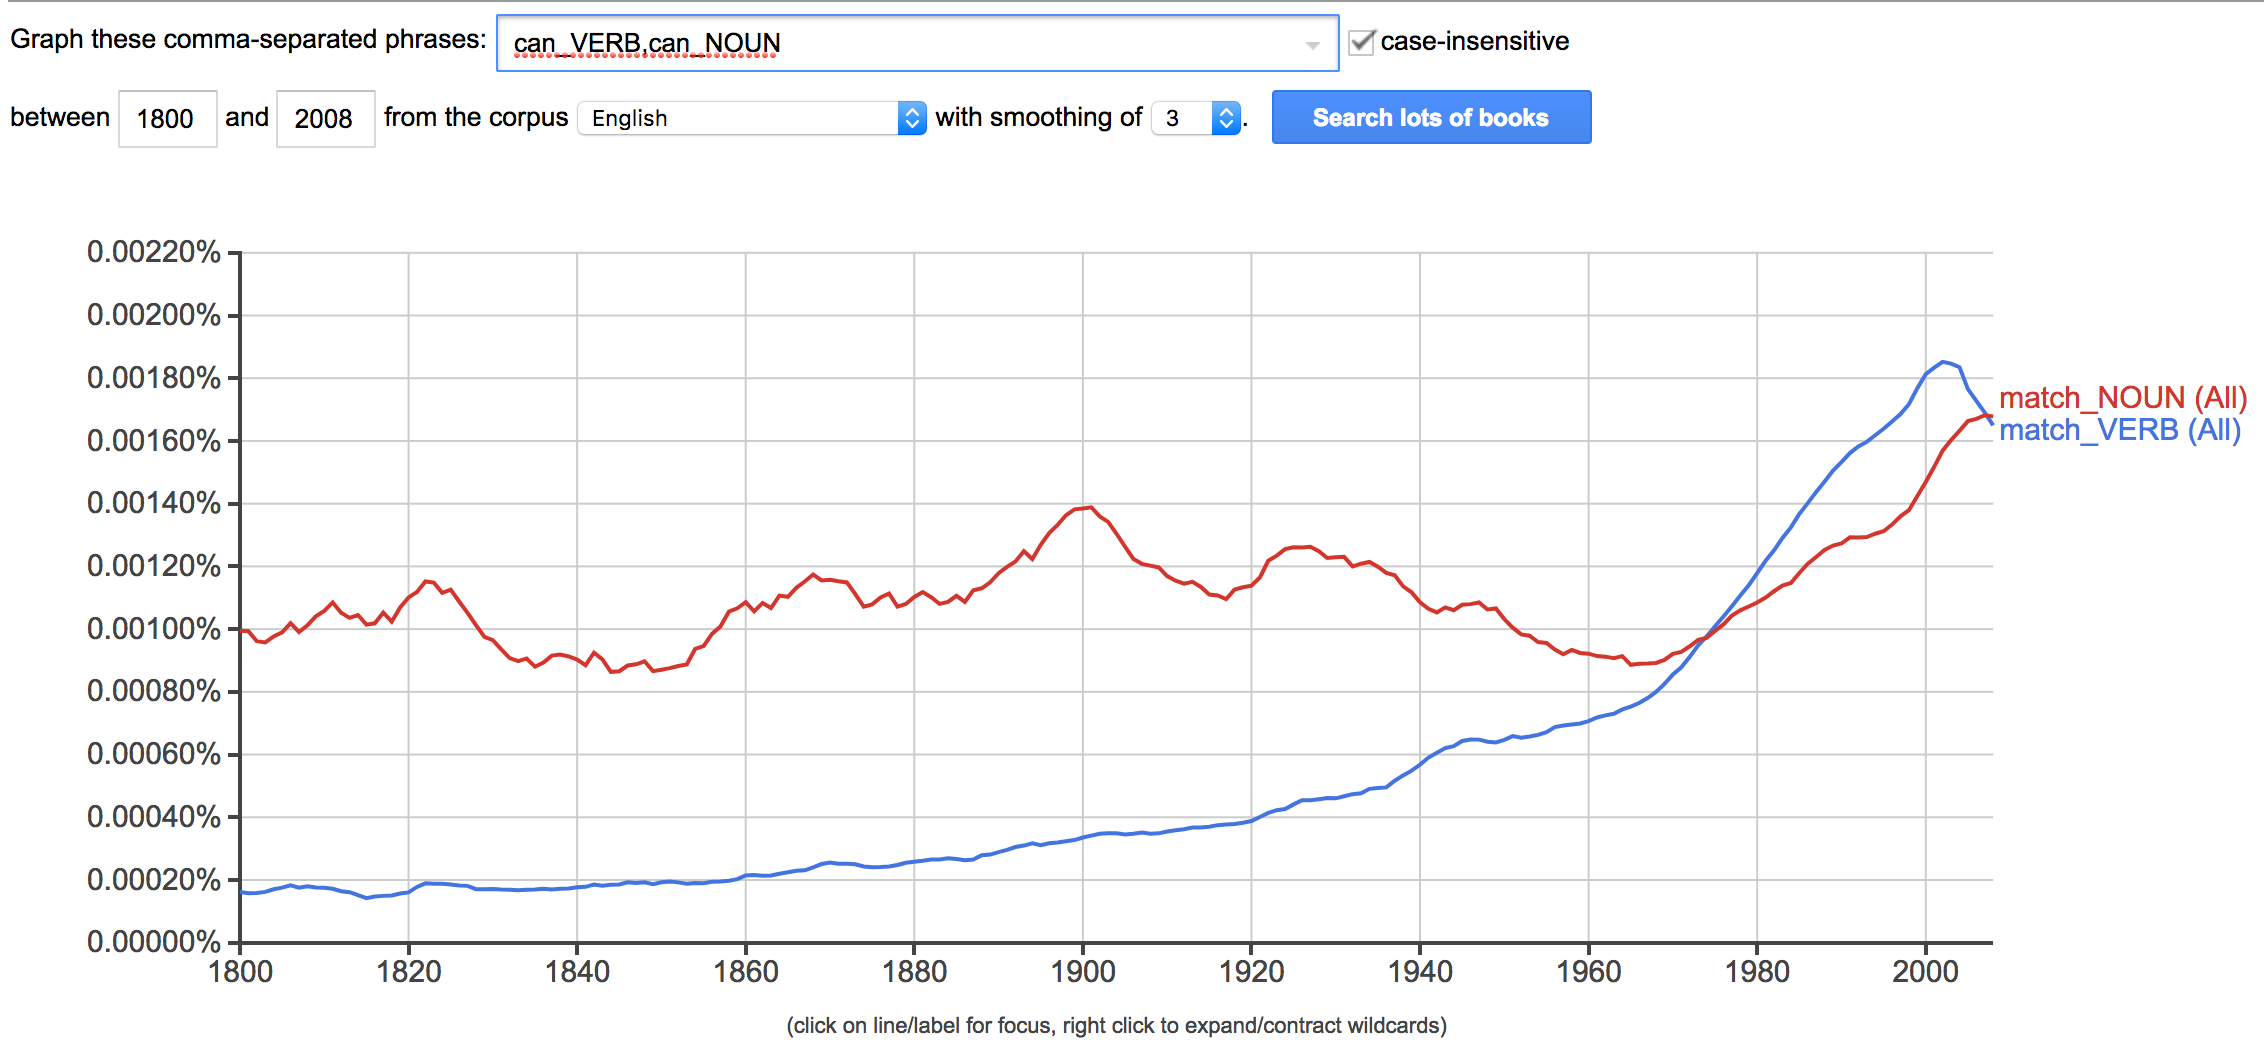 Graph these comma-separated phrases: can_VERB,can_NOUN case-insensitive
between 1800 and 2008 from the corpus English with smoothing of 3 . Search lots of books
0.00220%
0.00200%
0.00180%
0.00160%
0.00140%
0.00120%
0.00100%
0.00080%
0.00060%
0.00040%
0.00020%
0.00000%
match_NOUN (All)
match_VERB (All)
1800 1820 1840 1860 1880 1900 1920 1940 1960 1980 2000
(click on line/label for focus, right click to expand/contract wildcards)